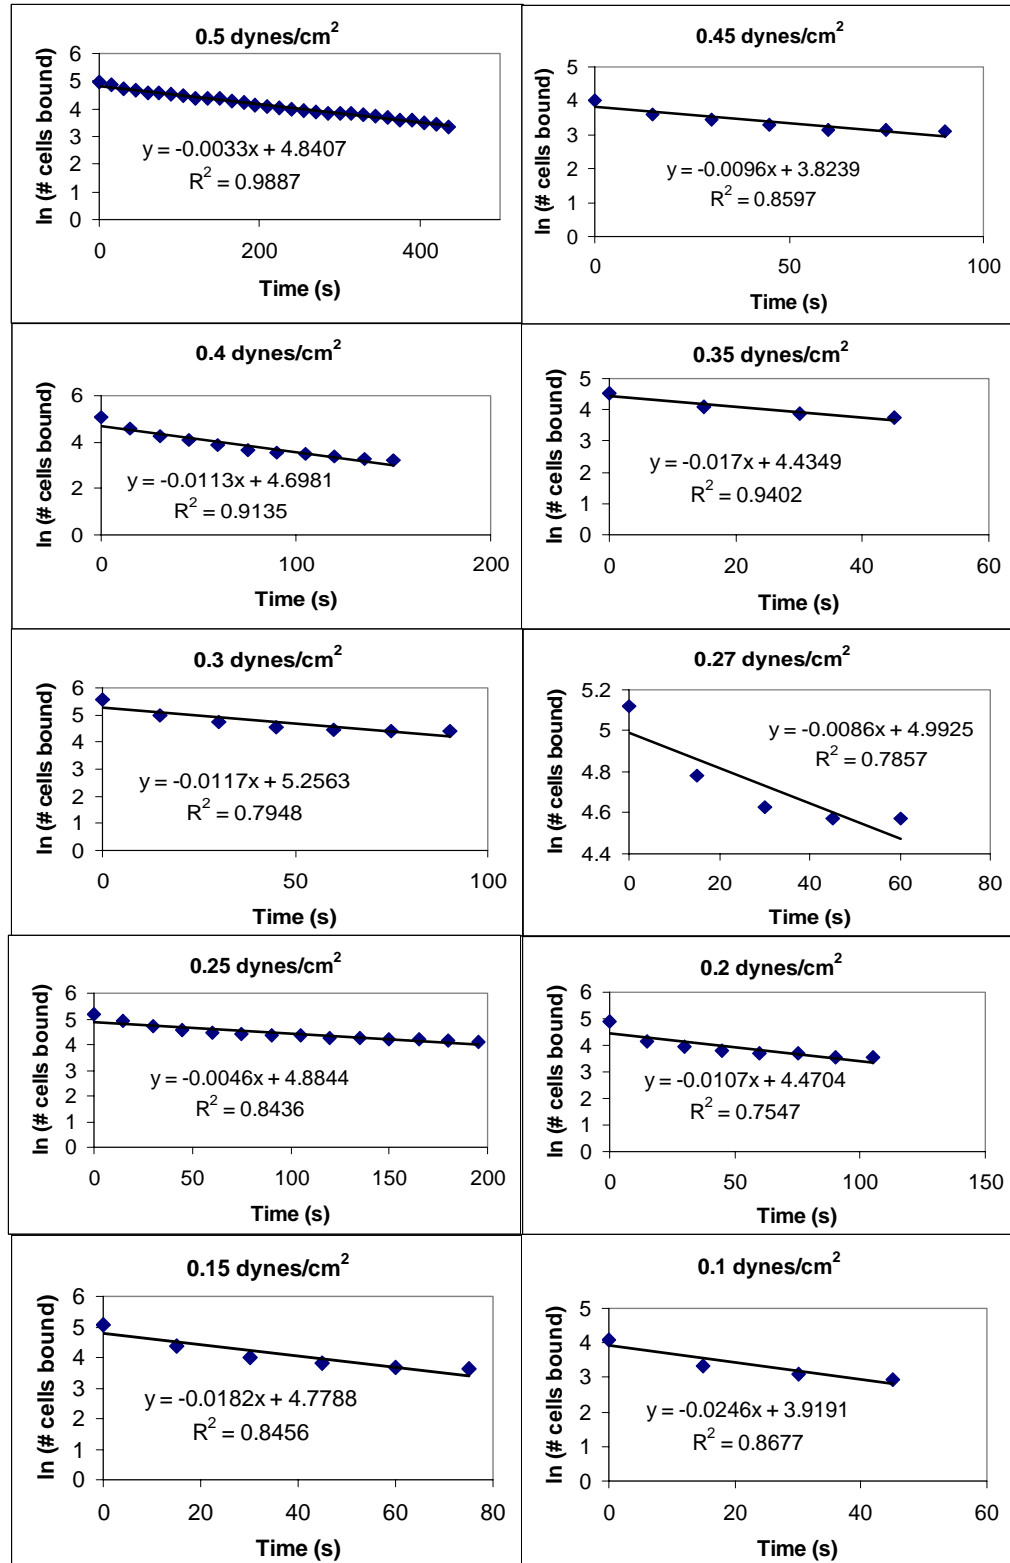 0.5 dynes/cm²
ln (# cells bound)
6
5
4
3
2
1
0
y = -0.0033x + 4.8407
R² = 0.9887
0
200
400
Time (s)
0.45 dynes/cm²
ln (# cells bound)
5
4
3
2
1
0
y = -0.0096x + 3.8239
R² = 0.8597
0
50
100
Time (s)
0.4 dynes/cm²
ln (# cells bound)
6
4
2
0
y = -0.0113x + 4.6981
R² = 0.9135
0
100
200
Time (s)
0.35 dynes/cm²
ln (# cells bound)
5
4
3
2
1
0
y = -0.017x + 4.4349
R² = 0.9402
0
20
40
60
Time (s)
0.3 dynes/cm²
ln (# cells bound)
6
5
4
3
2
1
0
y = -0.0117x + 5.2563
R² = 0.7948
0
50
100
Time (s)
0.27 dynes/cm²
ln (# cells bound)
5.2
5
4.8
4.6
4.4
y = -0.0086x + 4.9925
R² = 0.7857
0
20
40
60
80
Time (s)
0.25 dynes/cm²
ln (# cells bound)
6
5
4
3
2
1
0
y = -0.0046x + 4.8844
R² = 0.8436
0
50
100
150
200
Time (s)
0.2 dynes/cm²
ln (# cells bound)
6
5
4
3
2
1
0
y = -0.0107x + 4.4704
R² = 0.7547
0
50
100
150
Time (s)
0.15 dynes/cm²
ln (# cells bound)
6
5
4
3
2
1
0
y = -0.0182x + 4.7788
R² = 0.8456
0
20
40
60
80
Time (s)
0.1 dynes/cm²
ln (# cells bound)
5
4
3
2
1
0
y = -0.0246x + 3.9191
R² = 0.8677
0
20
40
60
Time (s)